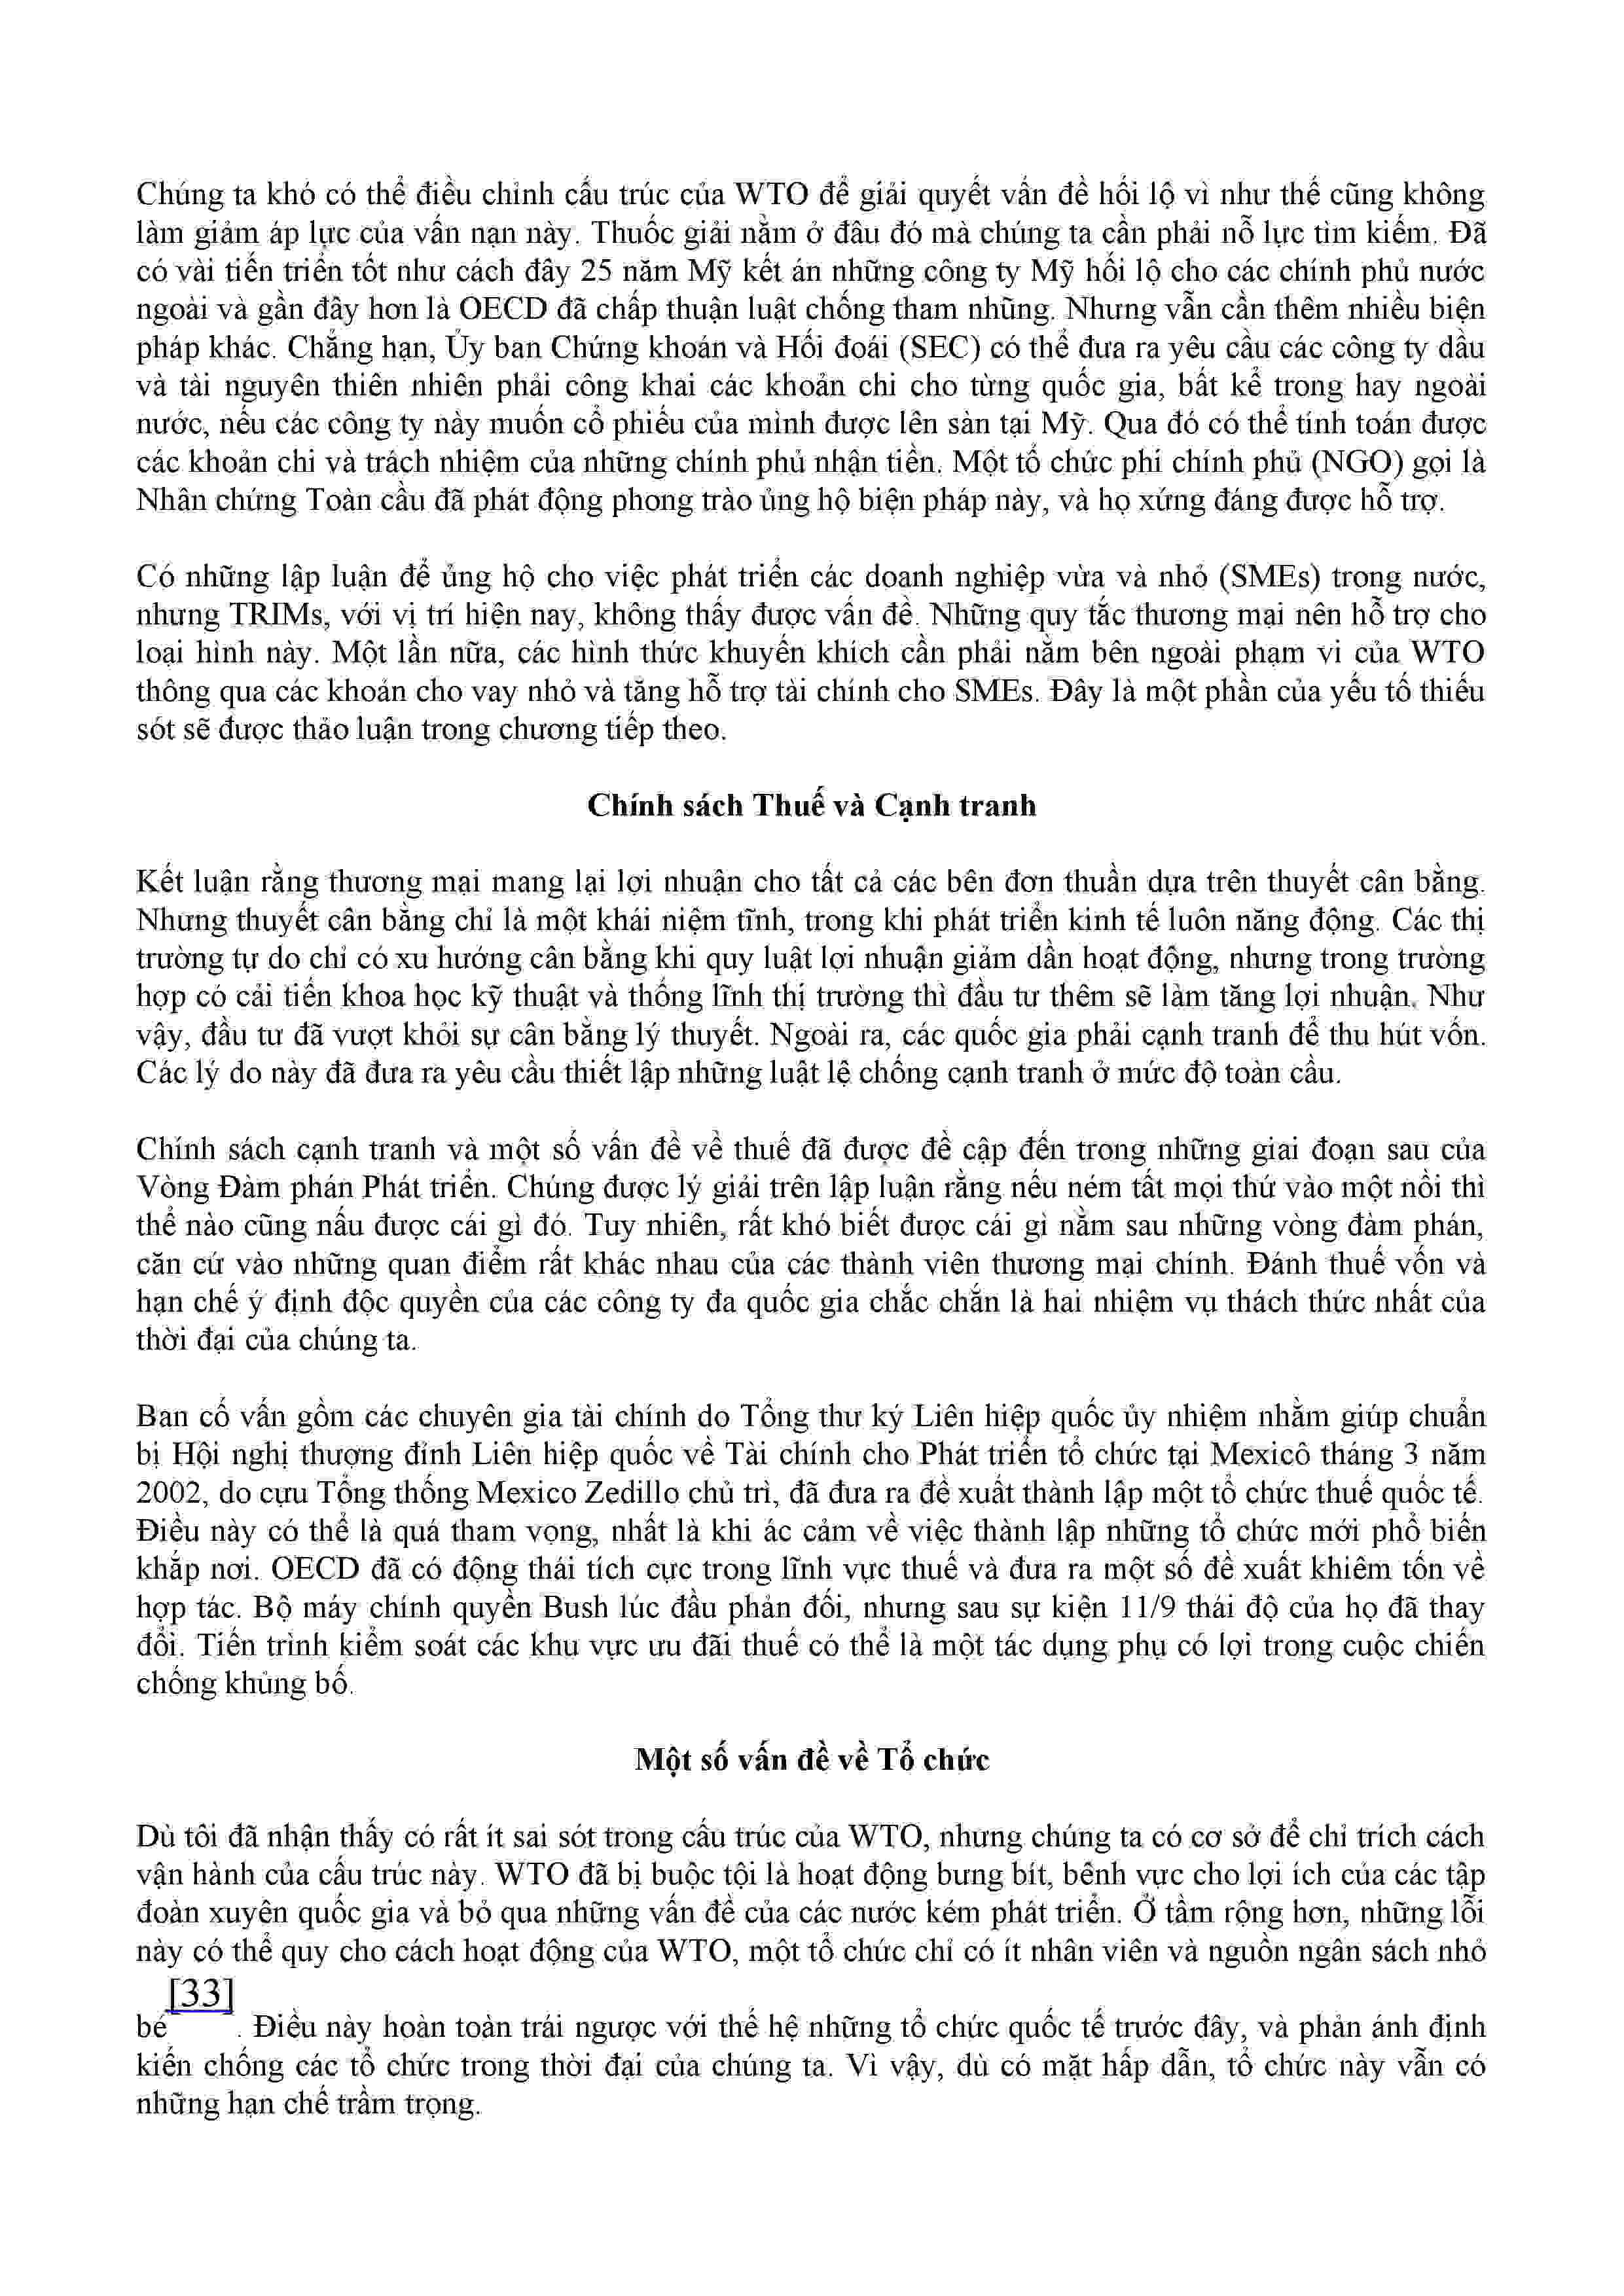 Chúng ta khó có thể điều chỉnh cấu trúc của WTO để giải quyết vấn đề hối lộ vì như thế cũng không
làm giảm áp lực của vấn nạn này. Thuốc giải nằm ở đâu đó mà chúng ta cần phải nỗ lực tìm kiếm. Đã
có vài tiến triển tốt như cách đây 25 năm Mỹ kết án những công ty Mỹ hối lộ cho các chính phủ nước
ngoài và gần đây hơn là OECD đã chấp thuận luật chống tham nhũng. Nhưng vẫn cần thêm nhiều biện
pháp khác. Chẳng hạn, Ủy ban Chứng khoán và Hối đoái (SEC) có thể đưa ra yêu cầu các công ty dầu
và tài nguyên thiên nhiên phải công khai các khoản chi cho từng quốc gia, bất kể trong hay ngoài
nước, nếu các công ty này muốn cổ phiếu của mình được lên sàn tại Mỹ. Qua đó có thể tính toán được
các khoản chi và trách nhiệm của những chính phủ nhận tiền. Một tổ chức phi chính phủ (NGO) gọi là
Nhân chứng Toàn cầu đã phát động phong trào ủng hộ biện pháp này, và họ xứng đáng được hỗ trợ.
Có những lập luận để ủng hộ cho việc phát triển các doanh nghiệp vừa và nhỏ (SMEs) trong nước,
nhưng TRIMs, với vị trí hiện nay, không thấy được vấn đề. Những quy tắc thương mại nên hỗ trợ cho
loại hình này. Một lần nữa, các hình thức khuyến khích cần phải nằm bên ngoài phạm vi của WTO
thông qua các khoản cho vay nhỏ và tăng hỗ trợ tài chính cho SMEs. Đây là một phần của yếu tố thiếu
sót sẽ được thảo luận trong chương tiếp theo.
Chính sách Thuế và Cạnh tranh
Kết luận rằng thương mại mang lại lợi nhuận cho tất cả các bên đơn thuần dựa trên thuyết cân bằng.
Nhưng thuyết cân bằng chỉ là một khái niệm tĩnh, trong khi phát triển kinh tế luôn năng động. Các thị
trường tự do chỉ có xu hướng cân bằng khi quy luật lợi nhuận giảm dần hoạt động, nhưng trong trường
hợp có cải tiến khoa học kỹ thuật và thống lĩnh thị trường thì đầu tư thêm sẽ làm tăng lợi nhuận. Như
vậy, đầu tư đã vượt khỏi sự cân bằng lý thuyết. Ngoài ra, các quốc gia phải cạnh tranh để thu hút vốn.
Các lý do này đã đưa ra yêu cầu thiết lập những luật lệ chống cạnh tranh ở mức độ toàn cầu.
Chính sách cạnh tranh và một số vấn đề về thuế đã được đề cập đến trong những giai đoạn sau của
Vòng Đàm phán Phát triển. Chúng được lý giải trên lập luận rằng nếu ném tất mọi thứ vào một nồi thì
thể nào cũng nấu được cái gì đó. Tuy nhiên, rất khó biết được cái gì nằm sau những vòng đàm phán,
căn cứ vào những quan điểm rất khác nhau của các thành viên thương mại chính. Đánh thuế vốn và
hạn chế ý định độc quyền của các công ty đa quốc gia chắc chắn là hai nhiệm vụ thách thức nhất của
thời đại của chúng ta.
Ban cố vấn gồm các chuyên gia tài chính do Tổng thư ký Liên hiệp quốc ủy nhiệm nhằm giúp chuẩn
bị Hội nghị thượng đỉnh Liên hiệp quốc về Tài chính cho Phát triển tổ chức tại Mexicô tháng 3 năm
2002, do cựu Tổng thống Mexico Zedillo chủ trì, đã đưa ra đề xuất thành lập một tổ chức thuế quốc tế.
Điều này có thể là quá tham vọng, nhất là khi ác cảm về việc thành lập những tổ chức mới phổ biến
khắp nơi. OECD đã có động thái tích cực trong lĩnh vực thuế và đưa ra một số đề xuất khiêm tốn về
hợp tác. Bộ máy chính quyền Bush lúc đầu phản đối, nhưng sau sự kiện 11/9 thái độ của họ đã thay
đổi. Tiến trình kiểm soát các khu vực ưu đãi thuế có thể là một tác dụng phụ có lợi trong cuộc chiến
chống khủng bố.
Một số vấn đề về Tổ chức
Dù tôi đã nhận thấy có rất ít sai sót trong cấu trúc của WTO, nhưng chúng ta có cơ sở để chỉ trích cách
vận hành của cấu trúc này. WTO đã bị buộc tội là hoạt động bưng bít, bênh vực cho lợi ích của các tập
đoàn xuyên quốc gia và bỏ qua những vấn đề của các nước kém phát triển. Ở tầm rộng hơn, những lỗi
này có thể quy cho cách hoạt động của WTO, một tổ chức chỉ có ít nhân viên và nguồn ngân sách nhỏ
bé[33]. Điều này hoàn toàn trái ngược với thế hệ những tổ chức quốc tế trước đây, và phản ánh định
kiến chống các tổ chức trong thời đại của chúng ta. Vì vậy, dù có mặt hấp dẫn, tổ chức này vẫn có
những hạn chế trầm trọng.